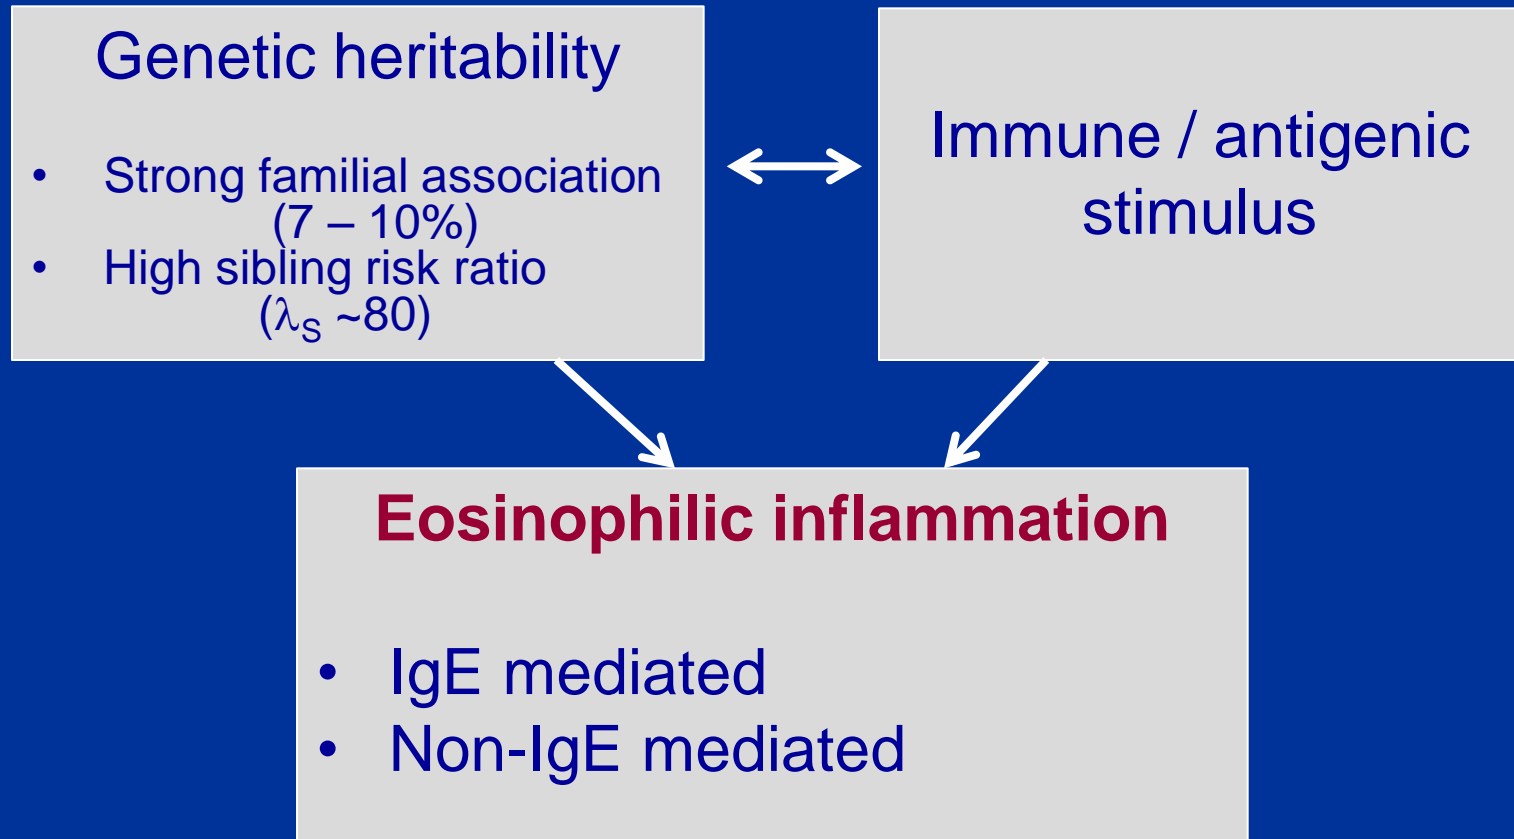 Genetic heritability
• Strong familial association
(7 – 10%)
• High sibling risk ratio
(λS ~80)
Immune / antigenic
stimulus
Eosinophilic inflammation
• IgE mediated
• Non-IgE mediated